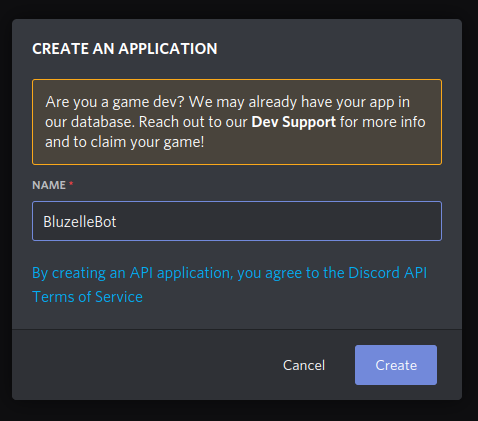 CREATE AN APPLICATION
Are you a game dev? We may already have your app in
our database. Reach out to our Dev Support for more info
and to claim your game!
NAME *
BluzelleBot
By creating an API application, you agree to the Discord API
Terms of Service
Cancel
Create